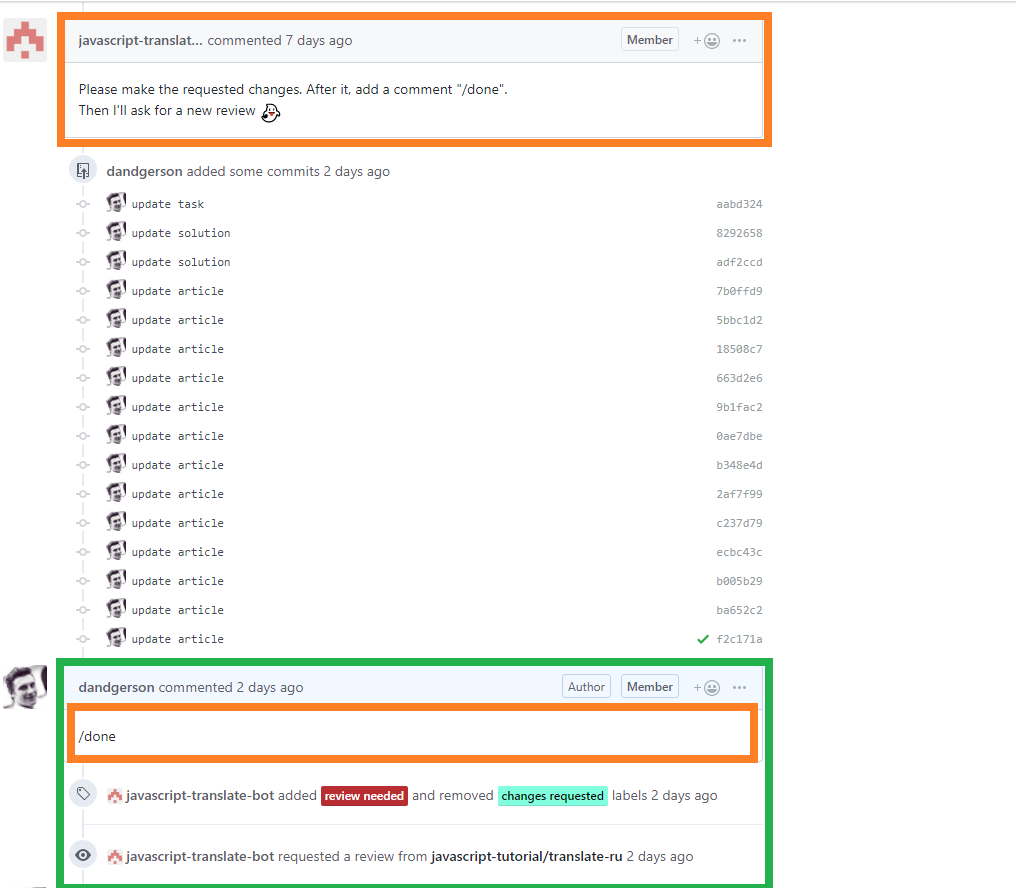 javascript-translat... commented 7 days ago Member
Please make the requested changes. After it, add a comment "/done".
Then I'll ask for a new review
dandgerson added some commits 2 days ago
update task aabd324
update solution 8292658
update solution adf2ccd
update article 7b0ffd9
update article 5bbc1d2
update article 18508c7
update article 663d2e6
update article 9b1fac2
update article 0ae7dbe
update article b348e4d
update article 2af7f99
update article c237d79
update article ecbc43c
update article b005b29
update article ba652c2
update article f2c171a
dandgerson commented 2 days ago Author Member
/done
javascript-translate-bot added review needed and removed changes requested labels 2 days ago
javascript-translate-bot requested a review from javascript-tutorial/translate-ru 2 days ago